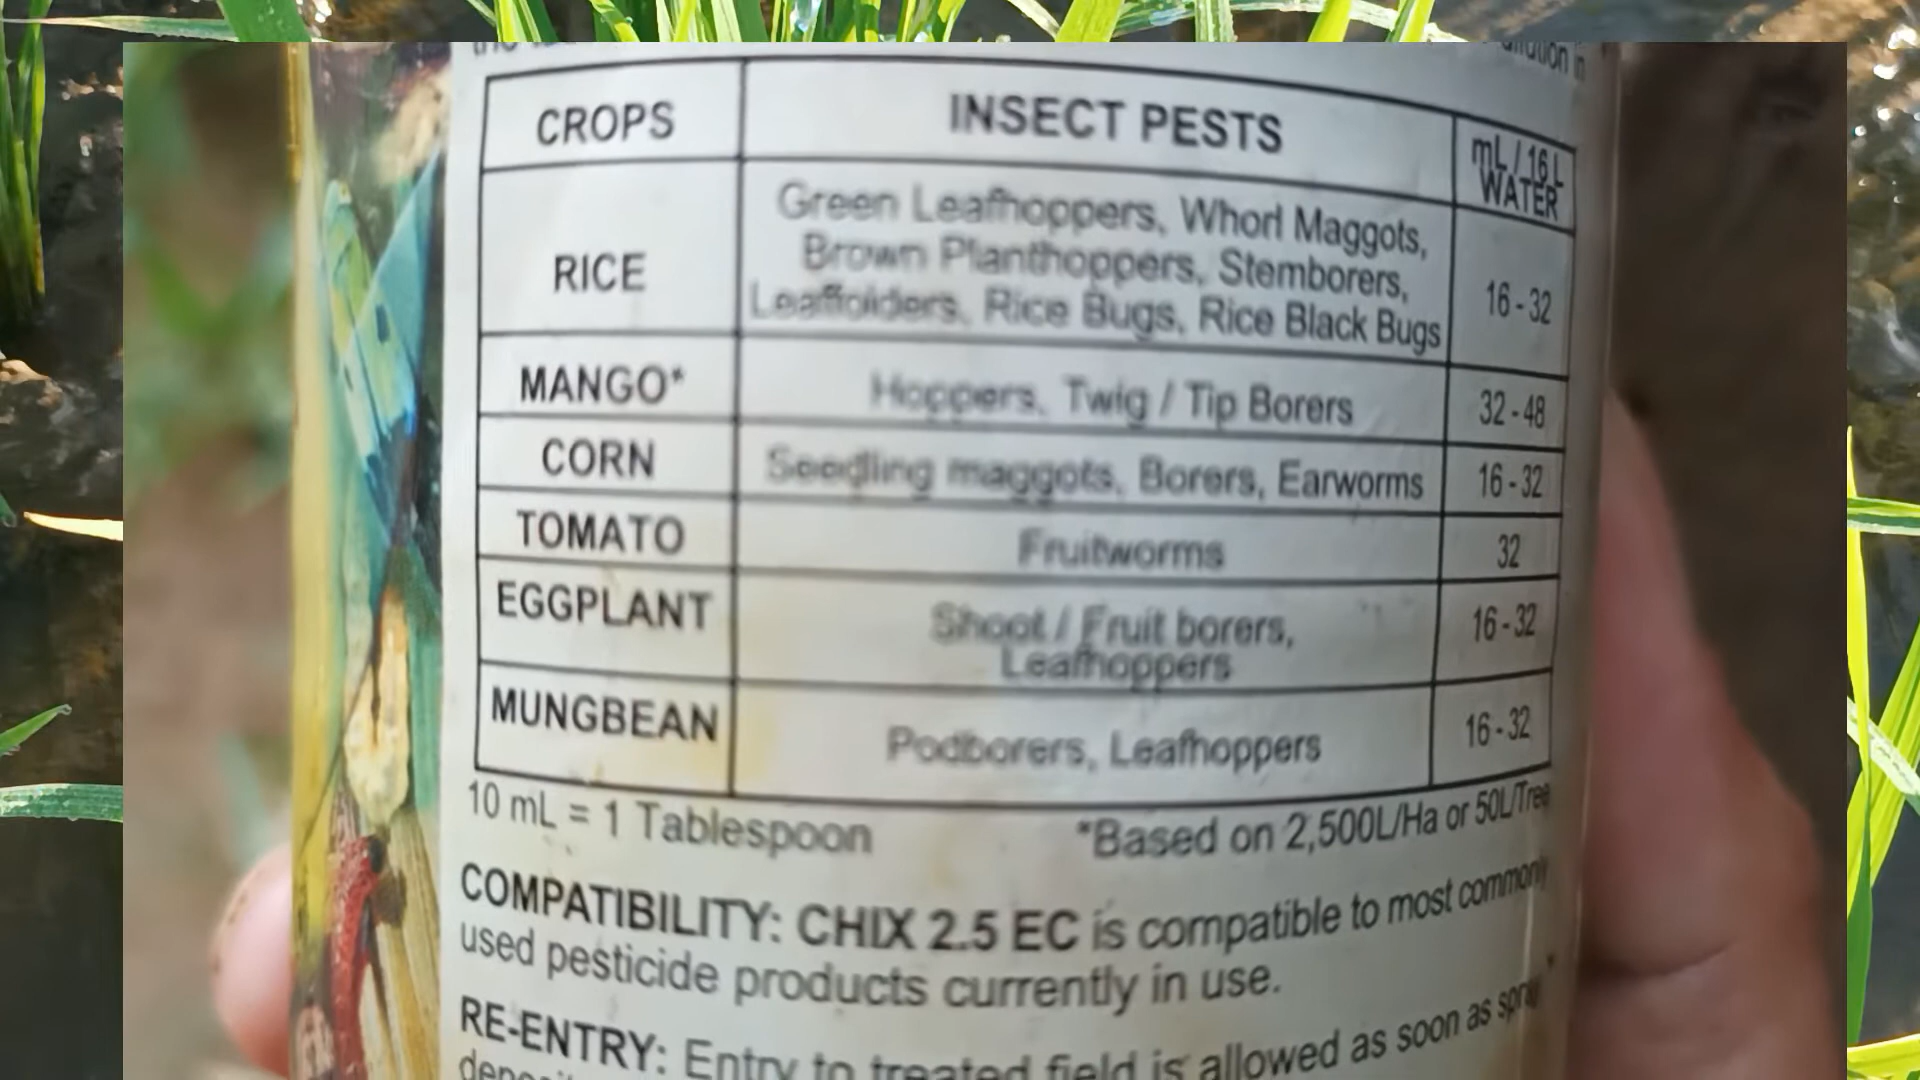 CROPS INSECT PESTS mL / 16 L WATER
RICE Green Leafhoppers, Whorl Maggots,
Brown Planthoppers, Stemborers,
Leaffolders, Rice Bugs, Rice Black Bugs 16 - 32
MANGO* Hoppers, Twig / Tip Borers 32 - 48
CORN Seedling maggots, Borers, Earworms 16 - 32
TOMATO Fruitworms 32
EGGPLANT Shoot / Fruit borers,
Leafhoppers 16 - 32
MUNGBEAN Podborers, Leafhoppers 16 - 32
10 mL = 1 Tablespoon *Based on 2,500L/Ha or 50L/Tree
COMPATIBILITY: CHIX 2.5 EC is compatible to most commonly
used pesticide products currently in use.
RE-ENTRY: Entry to treated field is allowed as soon as spray